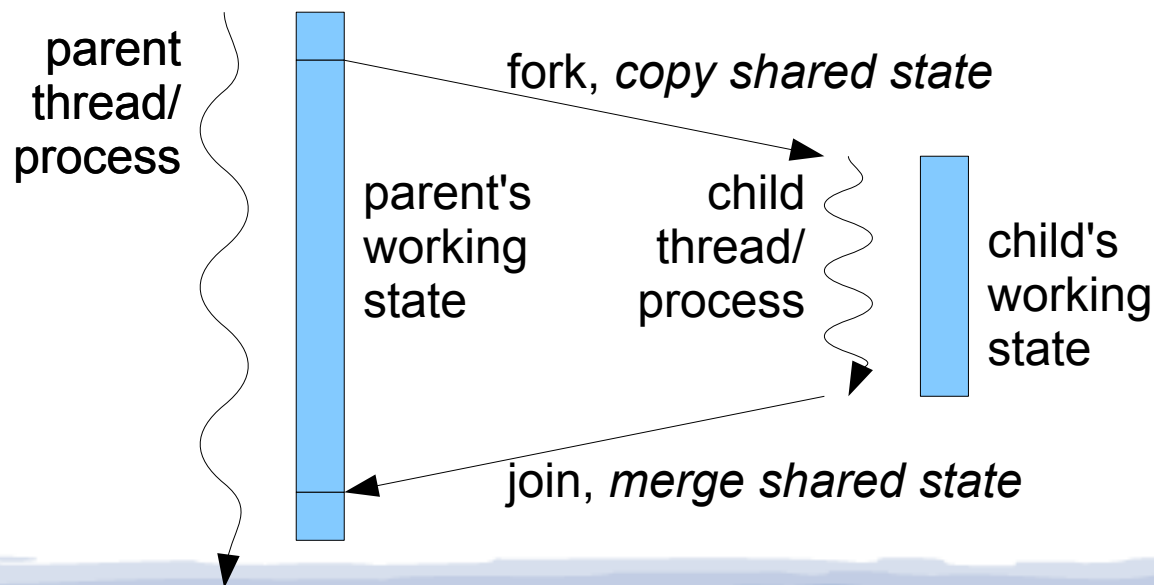 parent
thread/
process
fork, copy shared state
parent's
working
state
child
thread/
process
child's
working
state
join, merge shared state